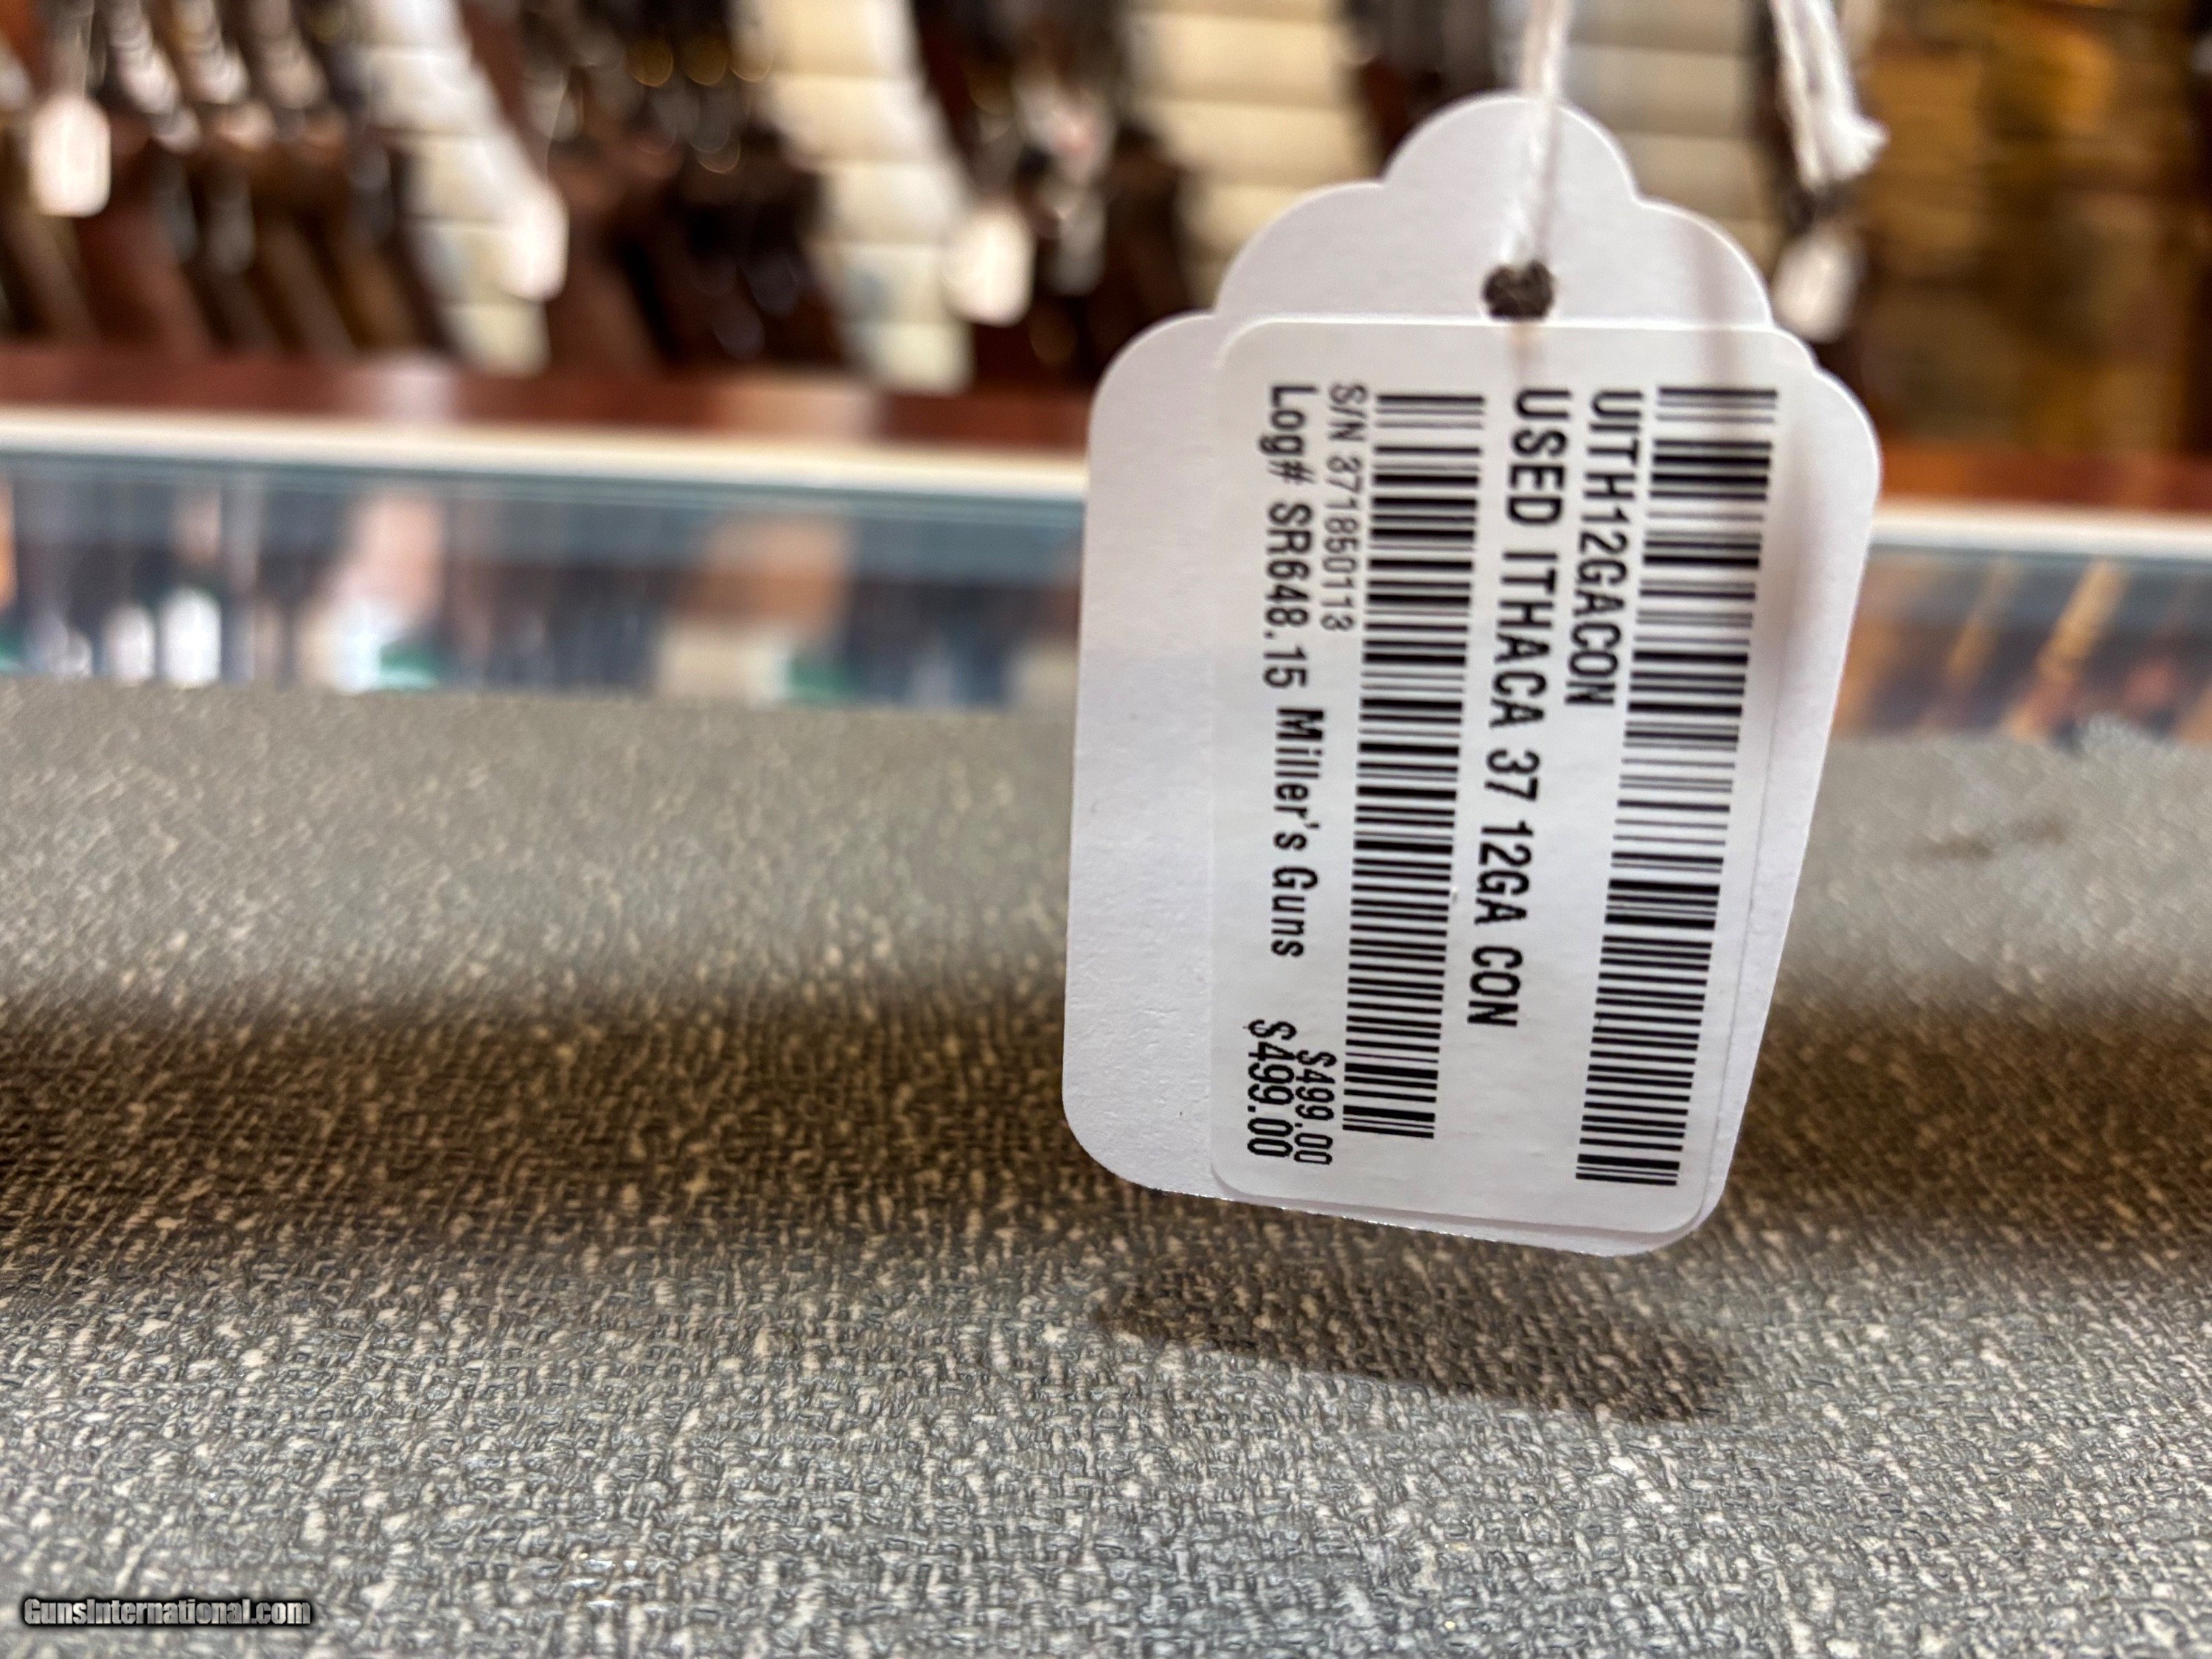 UITH12GACON
USED ITHACA 37 12GA CON
S/N 371850113
$499.00
Log# SR648.15 Miller's Guns
$499.00
GunsInternational.com